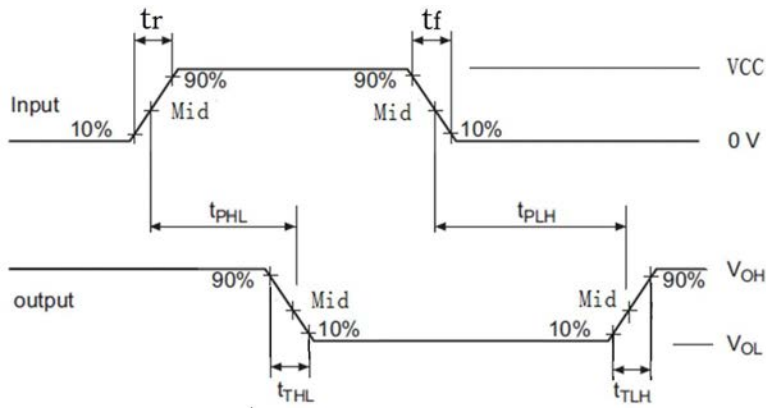 tr tf
90% 90% VCC
Input Mid Mid
10% 10% 0 V
tPHL tPLH
90% 90% VOH
output Mid Mid
10% 10% VOL
tTHL tTLH